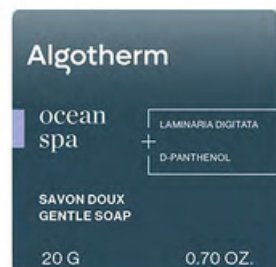 Algotherm
ocean
spa
LAMINARIA DIGITATA
+
D-PANTHENOL
SAVON DOUX
GENTLE SOAP
20 G 0.70 OZ.